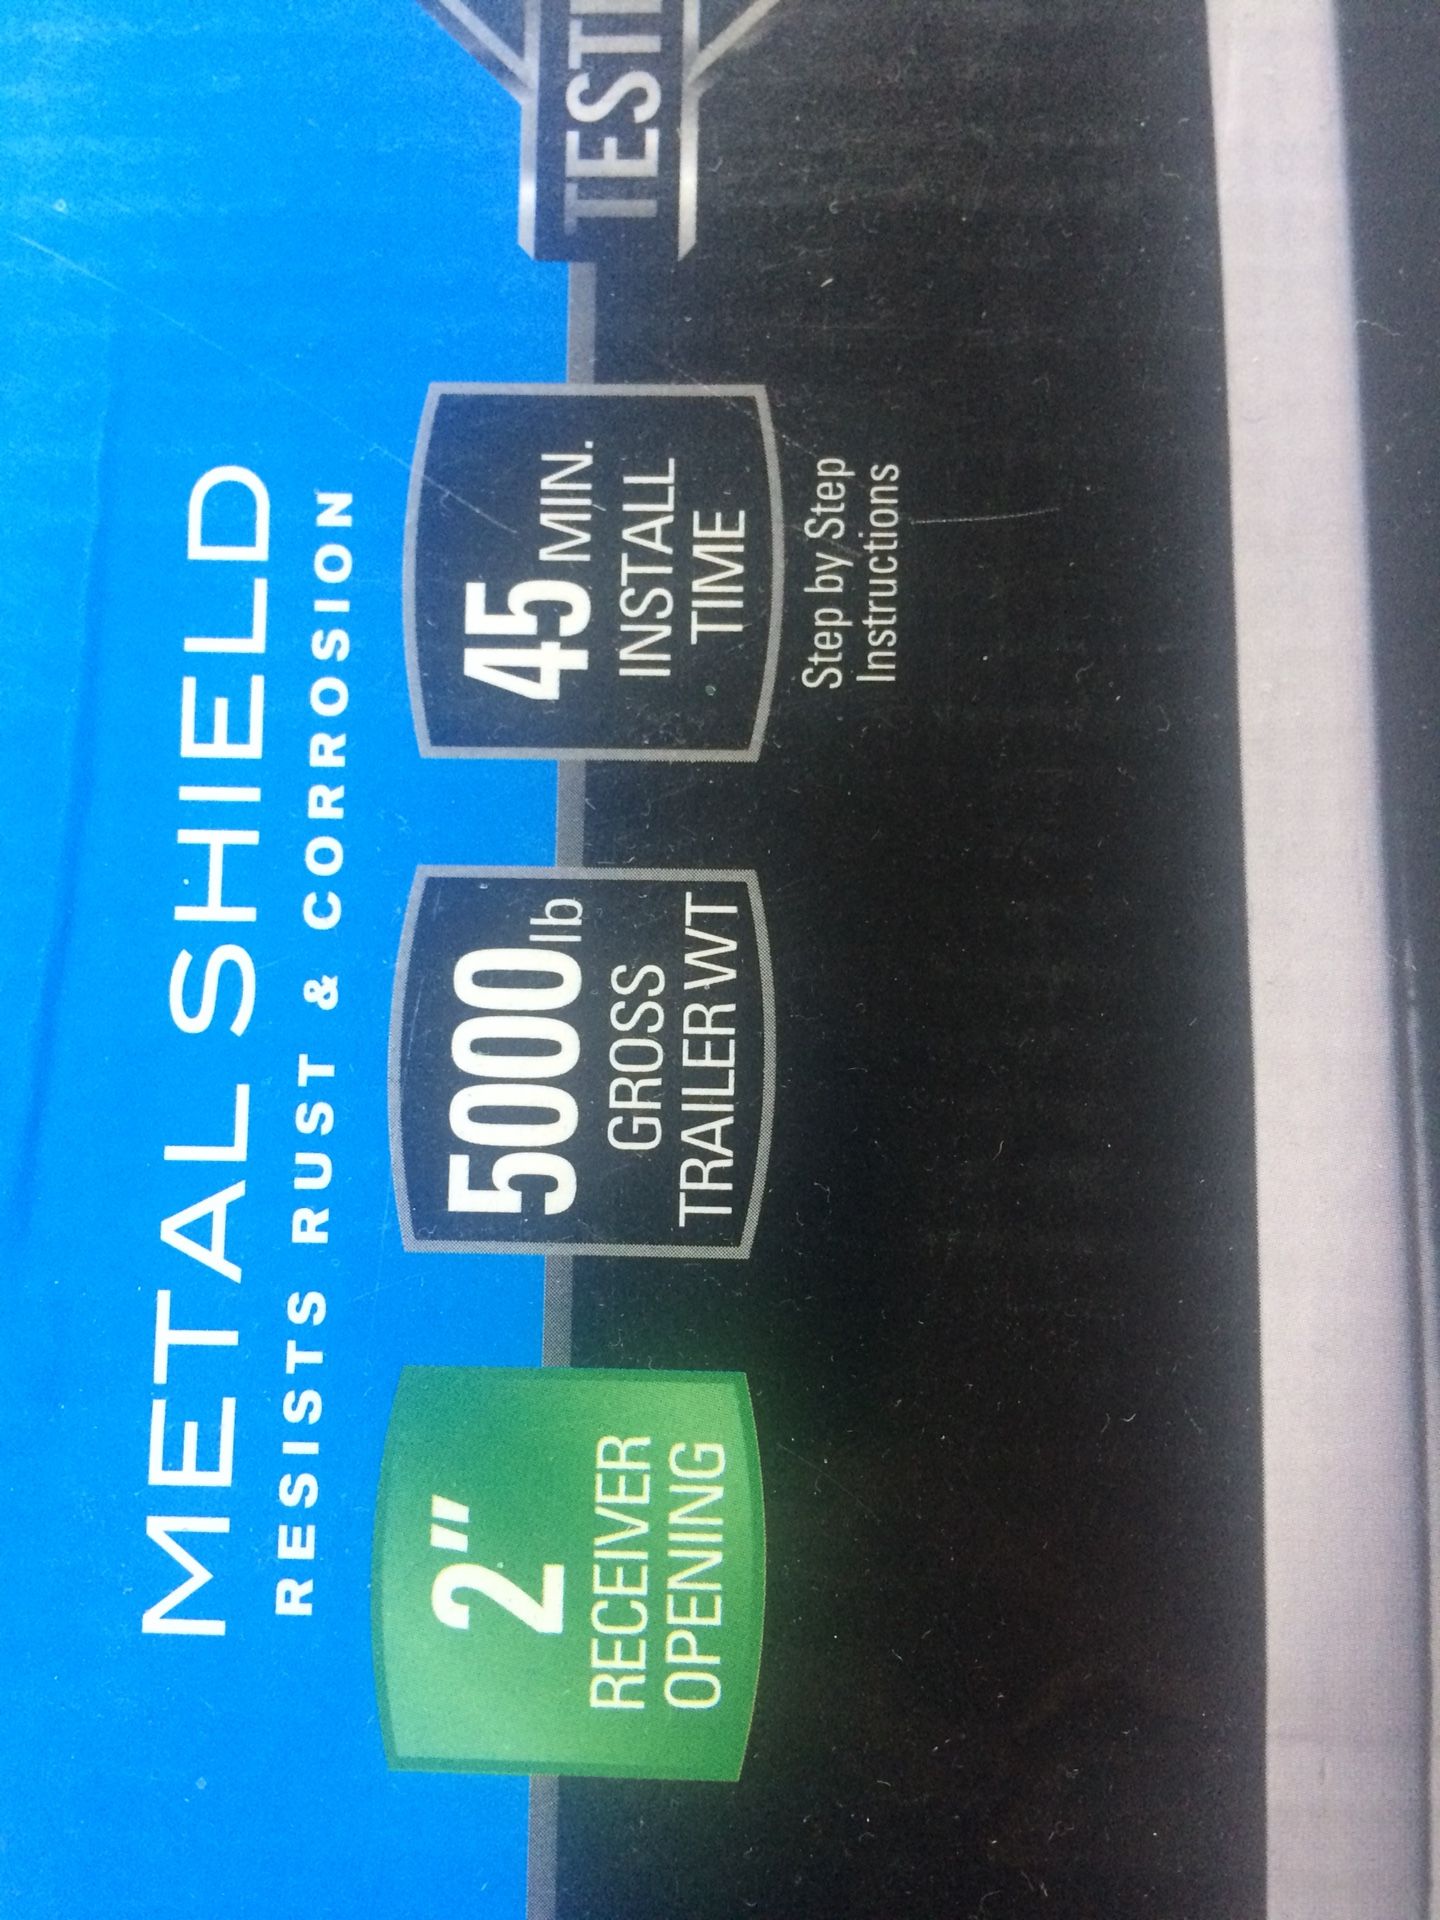 METAL SHIELD
RESISTS RUST & CORROSION
2"
RECEIVER
OPENING
5000 lb
GROSS
TRAILER WT
45 MIN.
INSTALL
TIME
Step by Step
Instructions